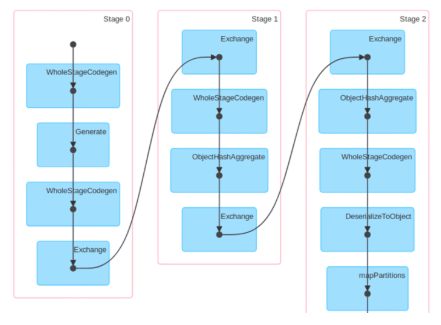 Stage 0
WholeStageCodegen
Generate
WholeStageCodegen
Exchange
Stage 1
Exchange
WholeStageCodegen
ObjectHashAggregate
Exchange
Stage 2
Exchange
ObjectHashAggregate
WholeStageCodegen
DeserializeToObject
mapPartitions